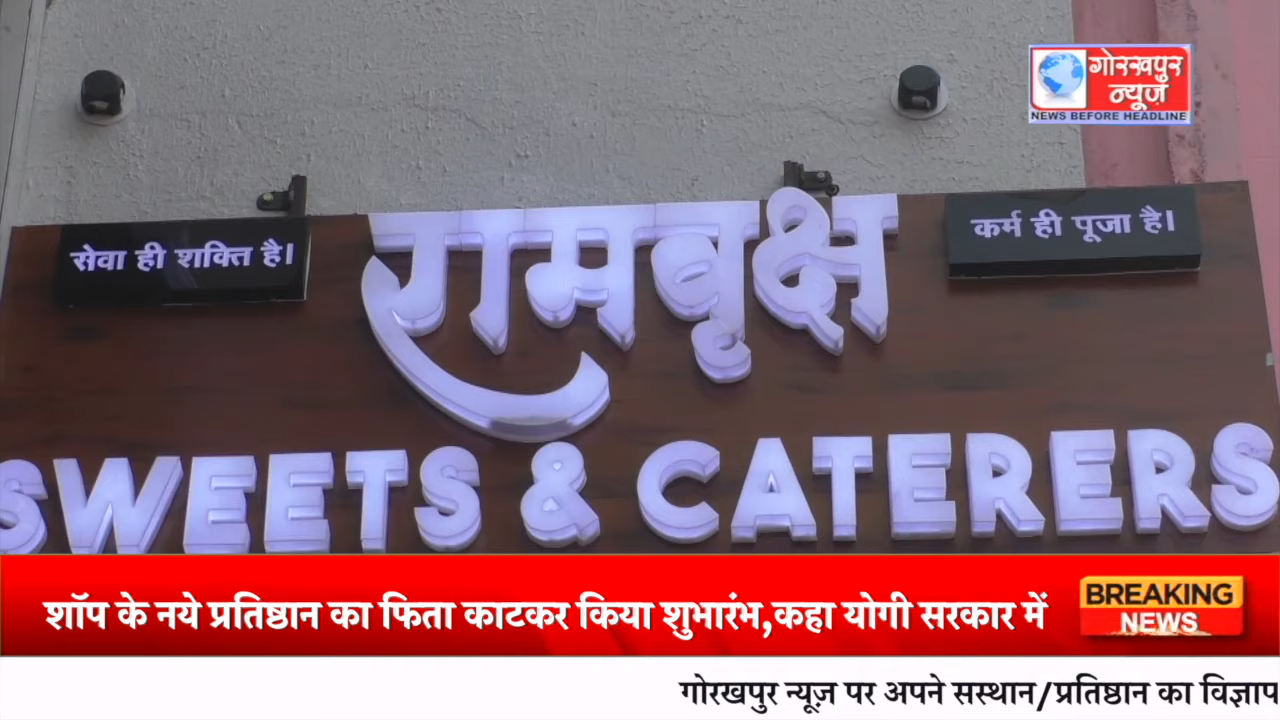 गोरखपुर
न्यूज़
NEWS BEFORE HEADLINE
सेवा ही शक्ति है।
रामबृक्ष
कर्म ही पूजा है।
SWEETS & CATERERS
शॉप के नये प्रतिष्ठान का फिता काटकर किया शुभारंभ,कहा योगी सरकार में
BREAKING
NEWS
गोरखपुर न्यूज़ पर अपने सस्थान/प्रतिष्ठान का विज्ञाप